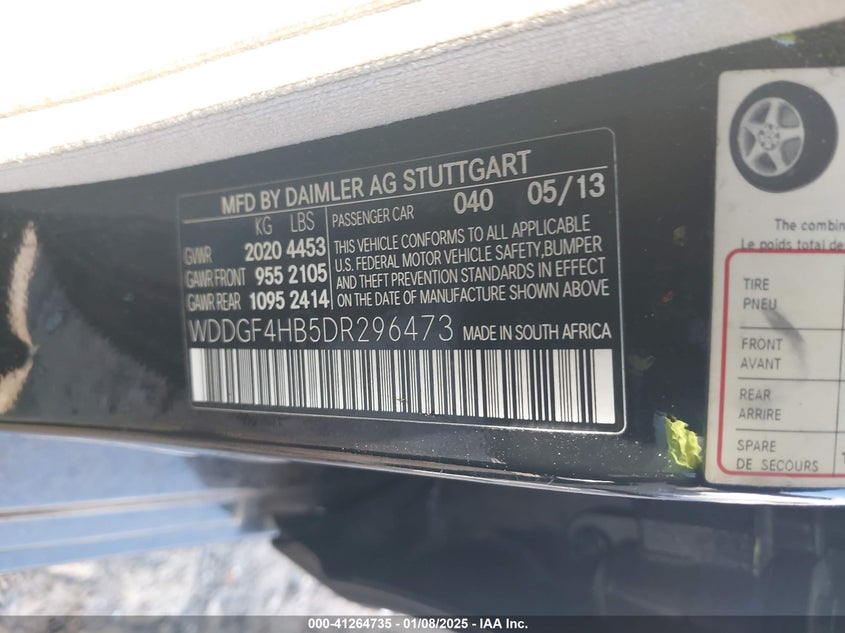 MFD BY DAIMLER AG STUTTGART
KG LBS PASSENGER CAR 040 05/13
GVWR 2020 4453
GAWR FRONT 955 2105
GAWR REAR 1095 2414
THIS VEHICLE CONFORMS TO ALL APPLICABLE
U.S. FEDERAL MOTOR VEHICLE SAFETY,BUMPER
AND THEFT PREVENTION STANDARDS IN EFFECT
ON THE DATE OF MANUFACTURE SHOWN ABOVE
WDDGF4HB5DR296473 MADE IN SOUTH AFRICA
The combin
Le poids total de
TIRE
PNEU
FRONT
AVANT
REAR
ARRIRE
SPARE
DE SECOURS
000-41264735 - 01/08/2025 - IAA Inc.